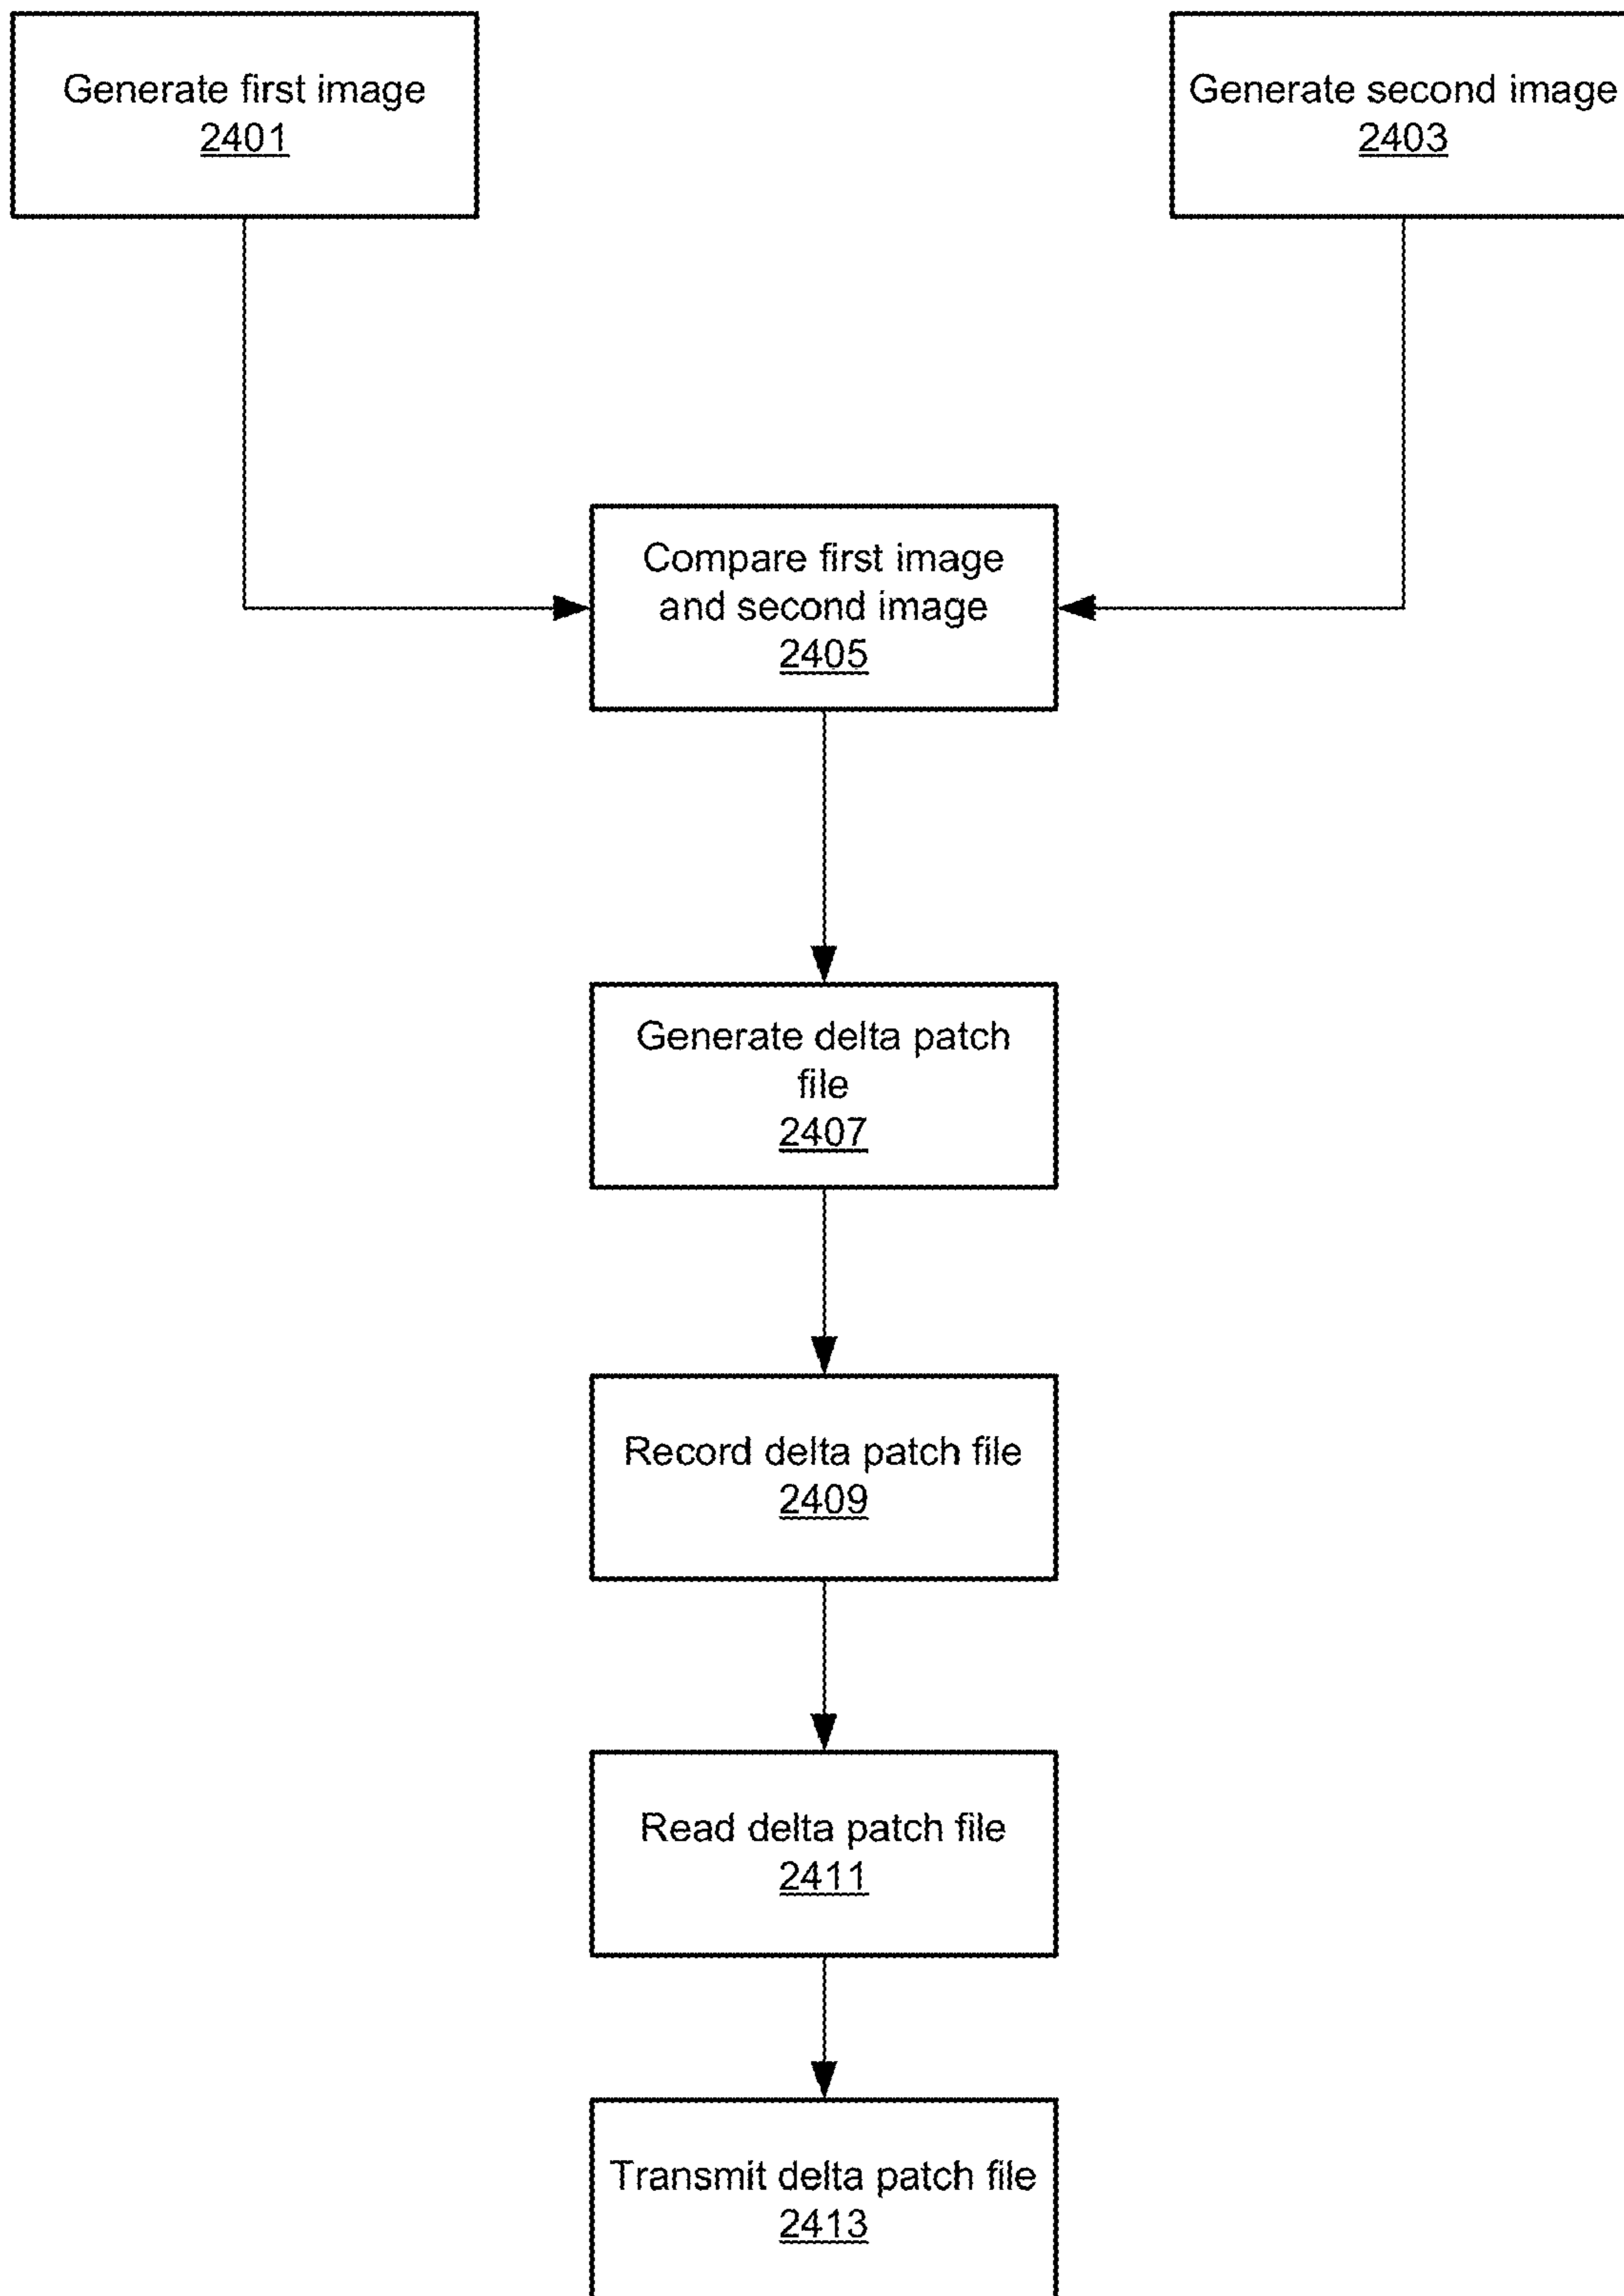 Generate first image
2401
Generate second image
2403
Compare first image
and second image
2405
Generate delta patch
file
2407
Record delta patch file
2409
Read delta patch file
2411
Transmit delta patch file
2413